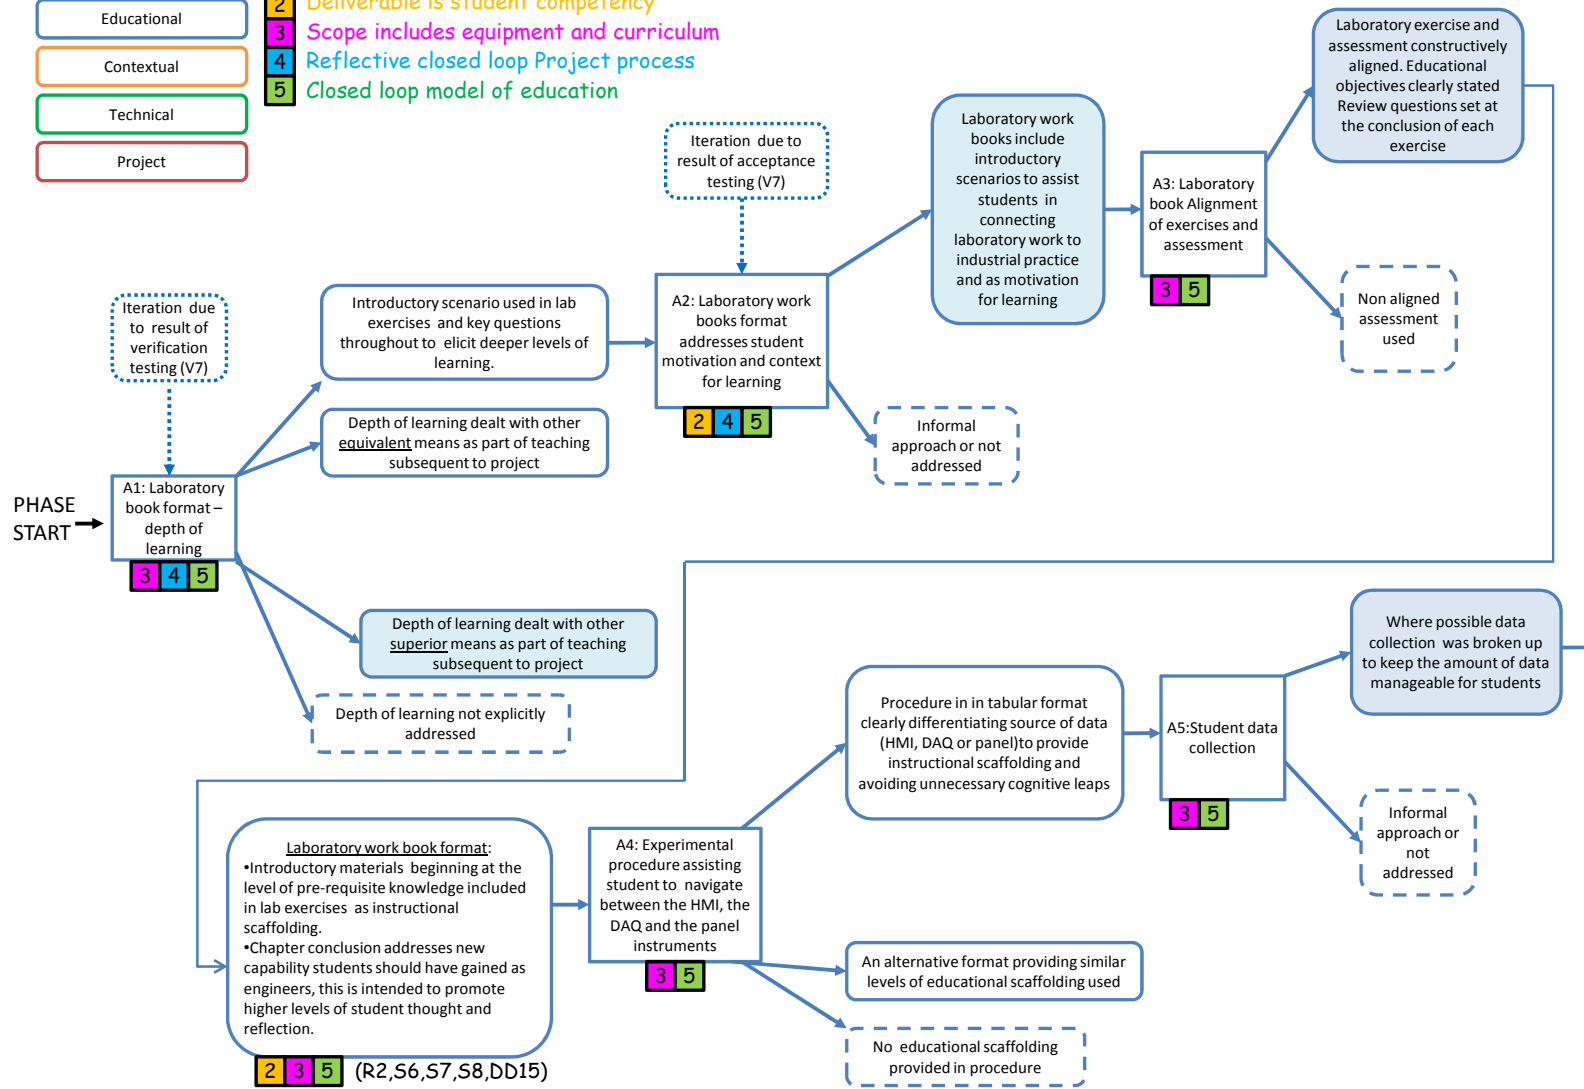 Educational
Contextual
Technical
Project
2 Deliverable is student competency
3 Scope includes equipment and curriculum
4 Reflective closed loop Project process
5 Closed loop model of education
Laboratory exercise and
assessment constructively
aligned. Educational
objectives clearly stated
Review questions set at
the conclusion of each
exercise
Iteration due to
result of acceptance
testing (V7)
Laboratory work
books include
introductory
scenarios to assist
students in
connecting
laboratory work to
industrial practice
and as motivation
for learning
A3: Laboratory
book Alignment
of exercises and
assessment
3 5
Non aligned
assessment
used
Iteration due
to result of
verification
testing (V7)
Introductory scenario used in lab
exercises and key questions
throughout to elicit deeper levels of
learning.
A2: Laboratory work
books format
addresses student
motivation and context
for learning
2 4 5
Informal
approach or not
addressed
Depth of learning dealt with other
equivalent means as part of teaching
subsequent to project
PHASE
START
A1: Laboratory
book format –
depth of
learning
3 4 5
Depth of learning dealt with other
superior means as part of teaching
subsequent to project
Depth of learning not explicitly
addressed
Where possible data
collection was broken up
to keep the amount of data
manageable for students
Procedure in in tabular format
clearly differentiating source of data
(HMI, DAQ or panel)to provide
instructional scaffolding and
avoiding unnecessary cognitive leaps
A5:Student data
collection
3 5
Informal
approach or
not
addressed
Laboratory work book format:
•Introductory materials beginning at the
level of pre-requisite knowledge included
in lab exercises as instructional
scaffolding.
•Chapter conclusion addresses new
capability students should have gained as
engineers, this is intended to promote
higher levels of student thought and
reflection.
2 3 5 (R2,S6,S7,S8,DD15)
A4: Experimental
procedure assisting
student to navigate
between the HMI, the
DAQ and the panel
instruments
3 5
An alternative format providing similar
levels of educational scaffolding used
No educational scaffolding
provided in procedure